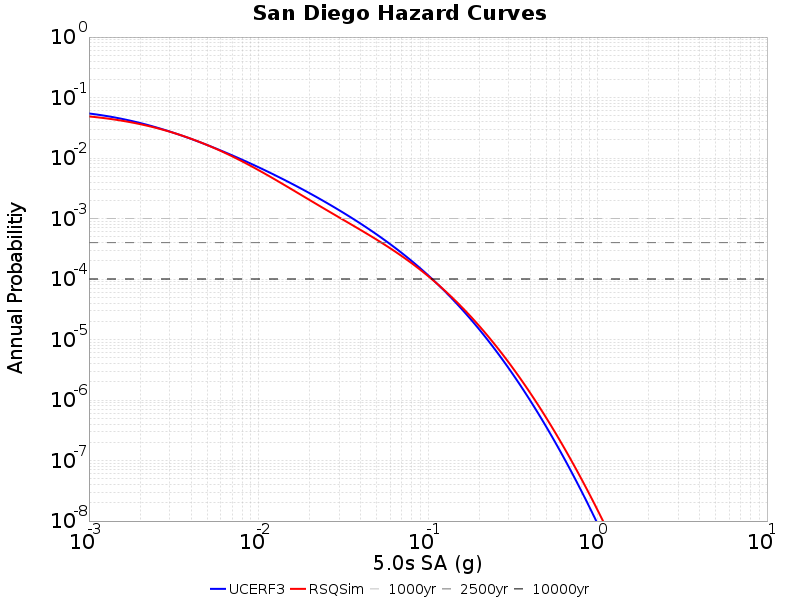 San Diego Hazard Curves
Annual Probabilitiy
10^0
10^-1
10^-2
10^-3
10^-4
10^-5
10^-6
10^-7
10^-8
10^-3 10^-2 10^-1 10^0 10^1
5.0s SA (g)
UCERF3 RSQSim 1000yr 2500yr 10000yr